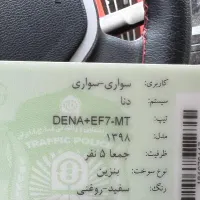 کاربری: سواری-سواری
سیستم: دنا
تیپ: DENA+EF7-MT
مدل: ۱۳۹۸
ظرفیت: جمعا ۵ نفر
نوع سوخت: بنزین
رنگ: سفید-روغنی
TRAFFIC POLICE